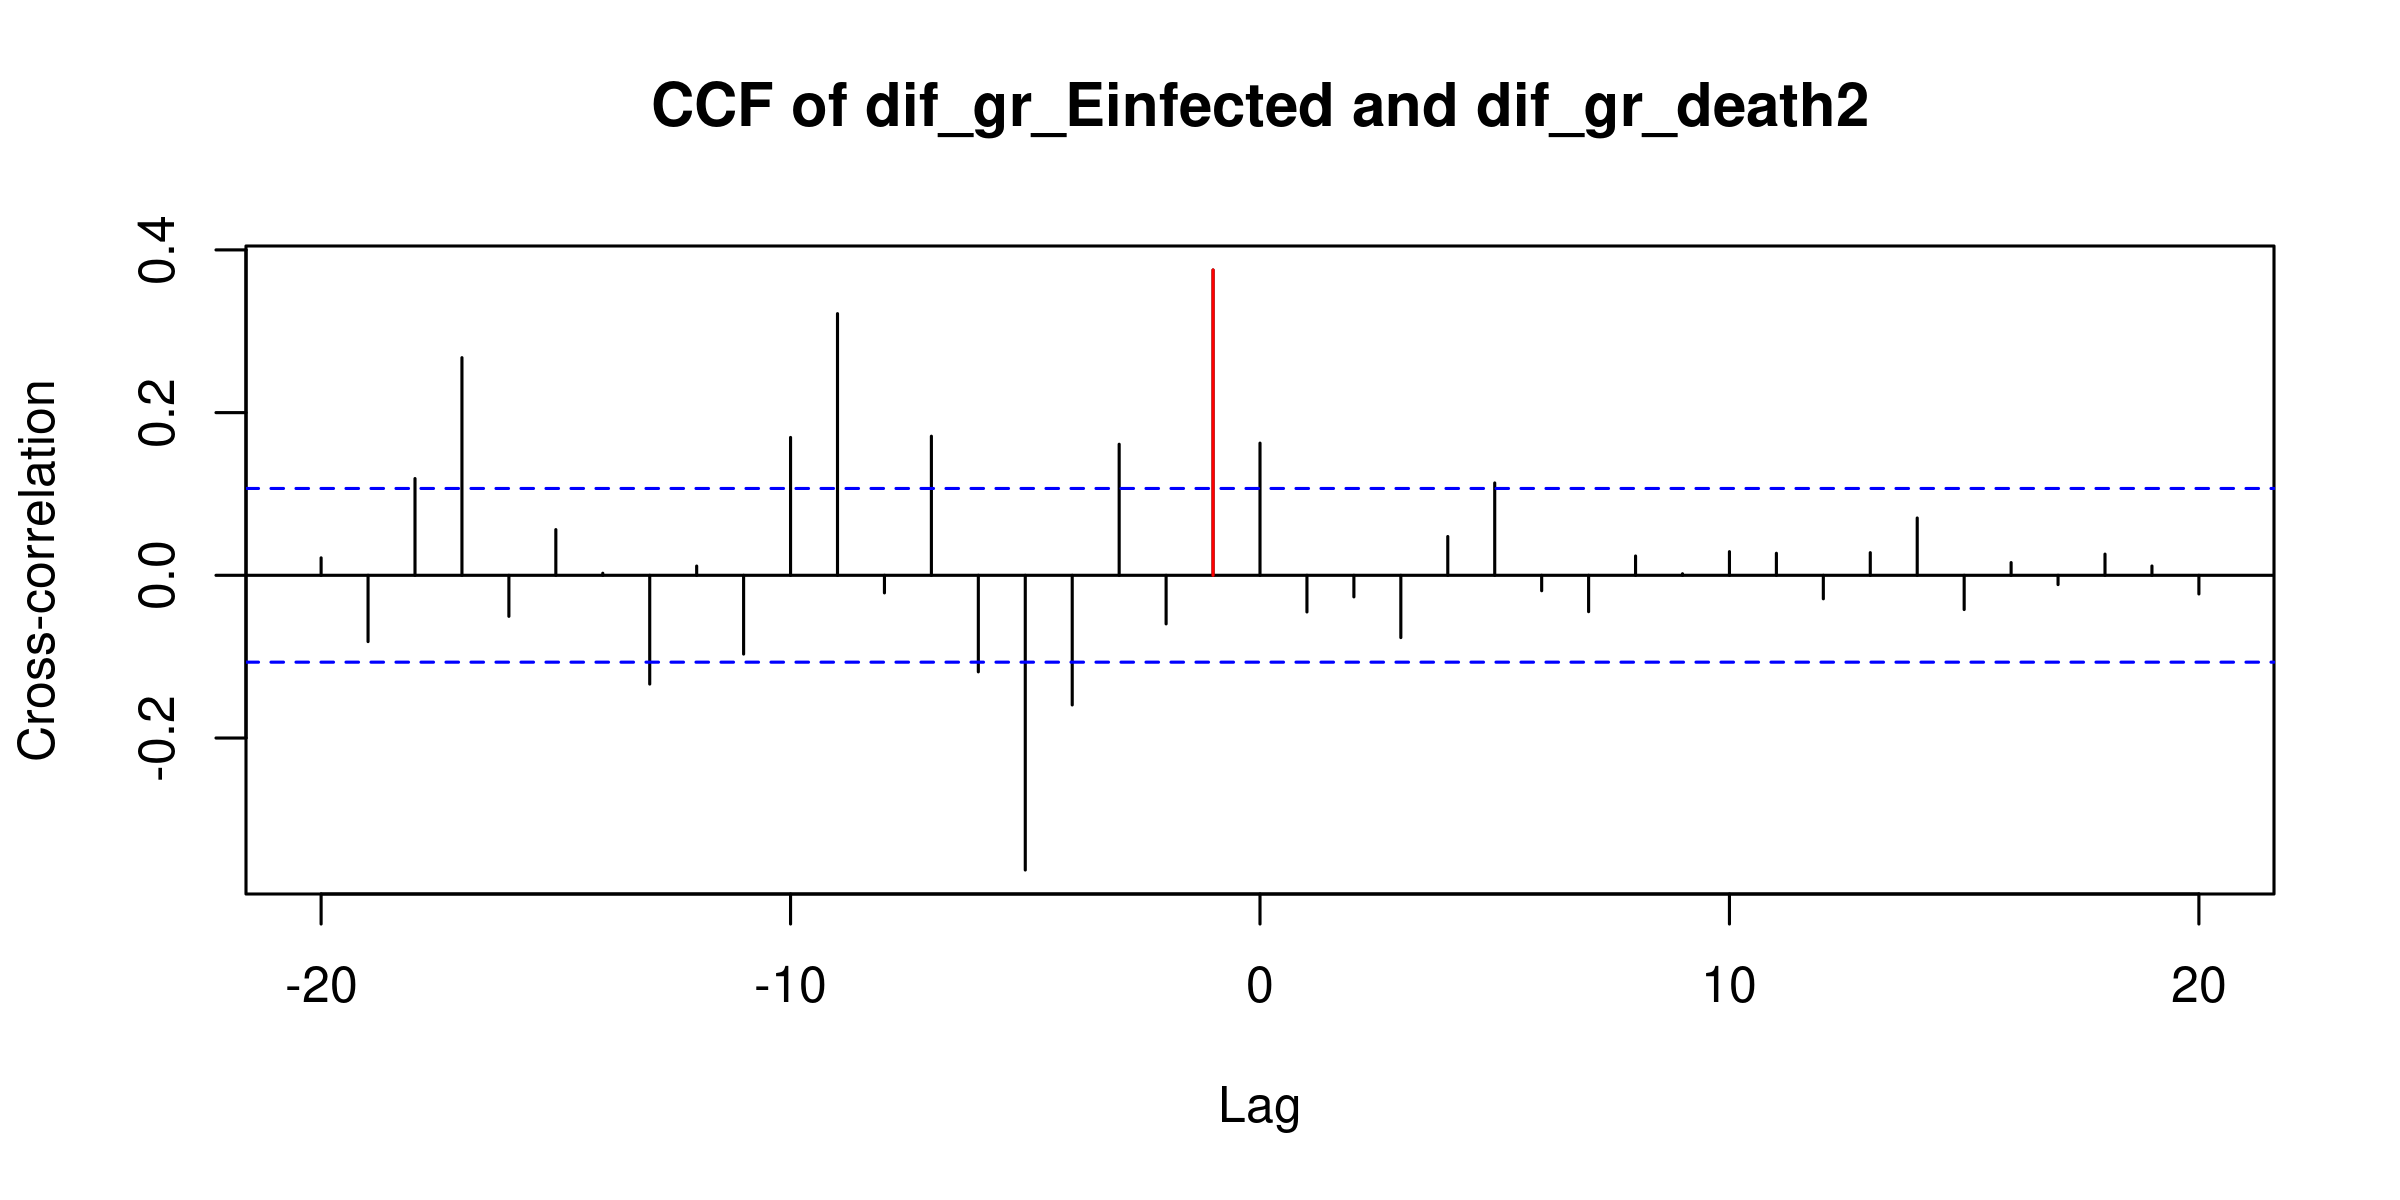 CCF of dif_gr_Einfected and dif_gr_death2
Cross-correlation
0.4
0.2
0.0
-0.2
-20 -10 0 10 20
Lag